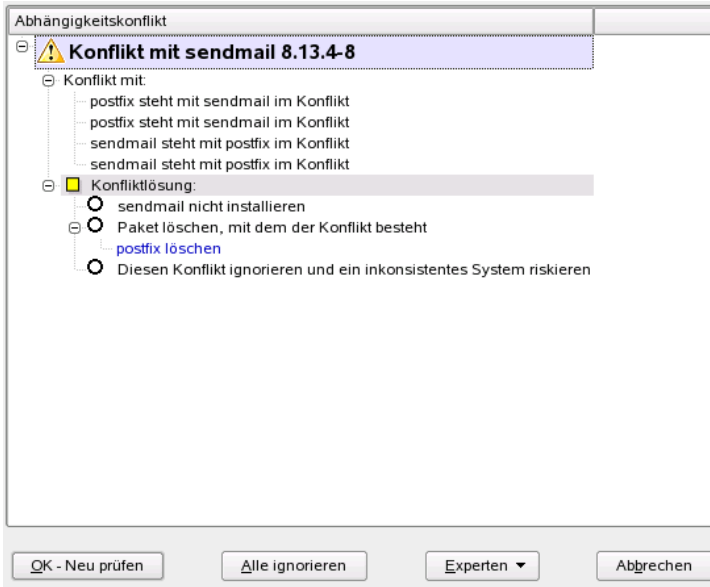 Abhängigkeitskonflikt
Konflikt mit sendmail 8.13.4-8
Konflikt mit:
postfix steht mit sendmail im Konflikt
postfix steht mit sendmail im Konflikt
sendmail steht mit postfix im Konflikt
sendmail steht mit postfix im Konflikt
Konfliktlösung:
sendmail nicht installieren
Paket löschen, mit dem der Konflikt besteht
postfix löschen
Diesen Konflikt ignorieren und ein inkonsistentes System riskieren
OK - Neu prüfen
Alle ignorieren
Experten
Abbrechen